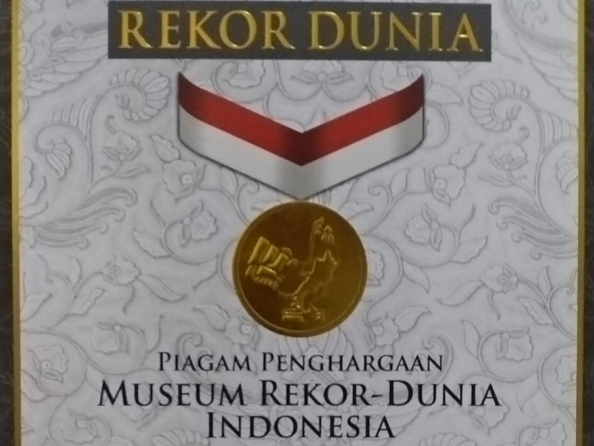 REKOR DUNIA
PIAGAM PENGHARGAAN
MUSEUM REKOR-DUNIA
INDONESIA